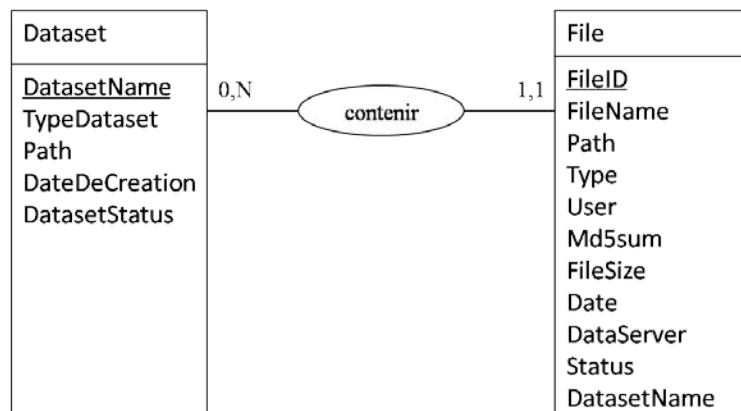 Dataset
DatasetName
TypeDataset
Path
DateDeCreation
DatasetStatus
0,N
contenir
1,1
File
FileID
FileName
Path
Type
User
Md5sum
FileSize
Date
DataServer
Status
DatasetName